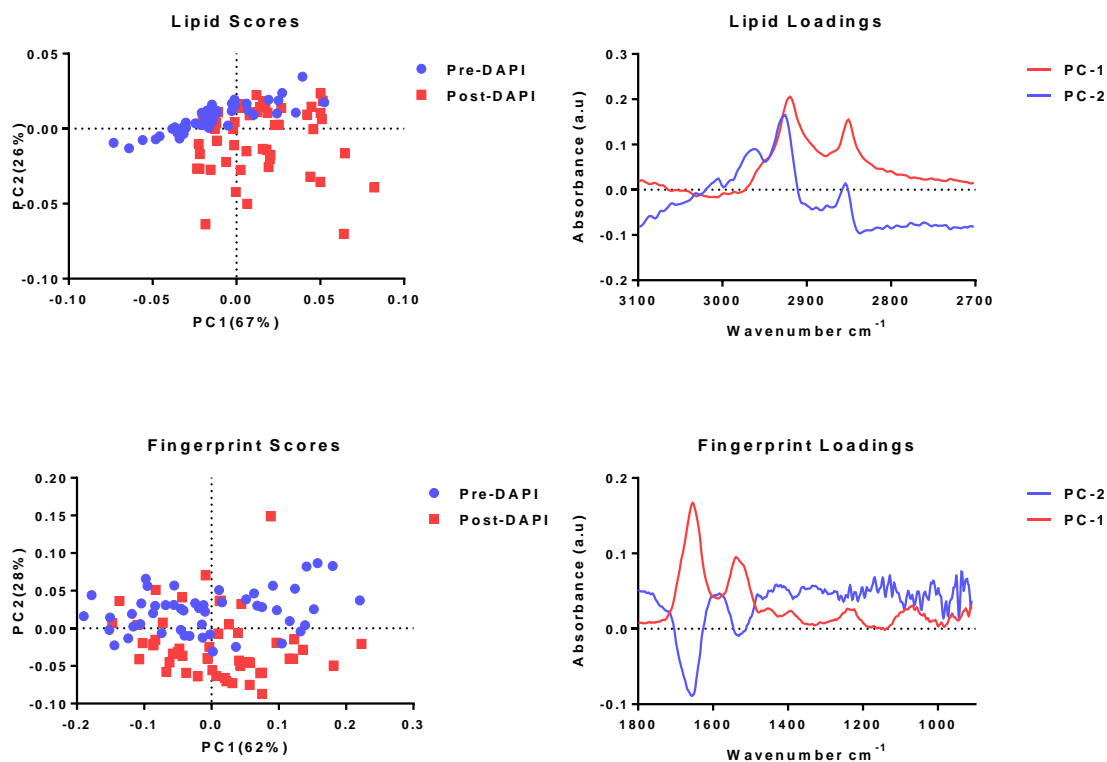 Lipid Scores
0.05
0.00
-0.05
-0.10
PC2(26%)
-0.10
-0.05
0.00
0.05
0.10
PC1(67%)
Pre-DAPI
Post-DAPI
Lipid Loadings
0.3
0.2
0.1
0.0
-0.1
-0.2
Absorbance (a.u)
3100
3000
2900
2800
2700
Wavenumber cm-1
PC-1
PC-2
Fingerprint Scores
0.20
0.15
0.10
0.05
0.00
-0.05
-0.10
PC2(28%)
-0.2
-0.1
0.0
0.1
0.2
0.3
PC1(62%)
Pre-DAPI
Post-DAPI
Fingerprint Loadings
0.2
0.1
0.0
-0.1
Absorbance (a.u)
1800
1600
1400
1200
1000
Wavenumber cm-1
PC-2
PC-1